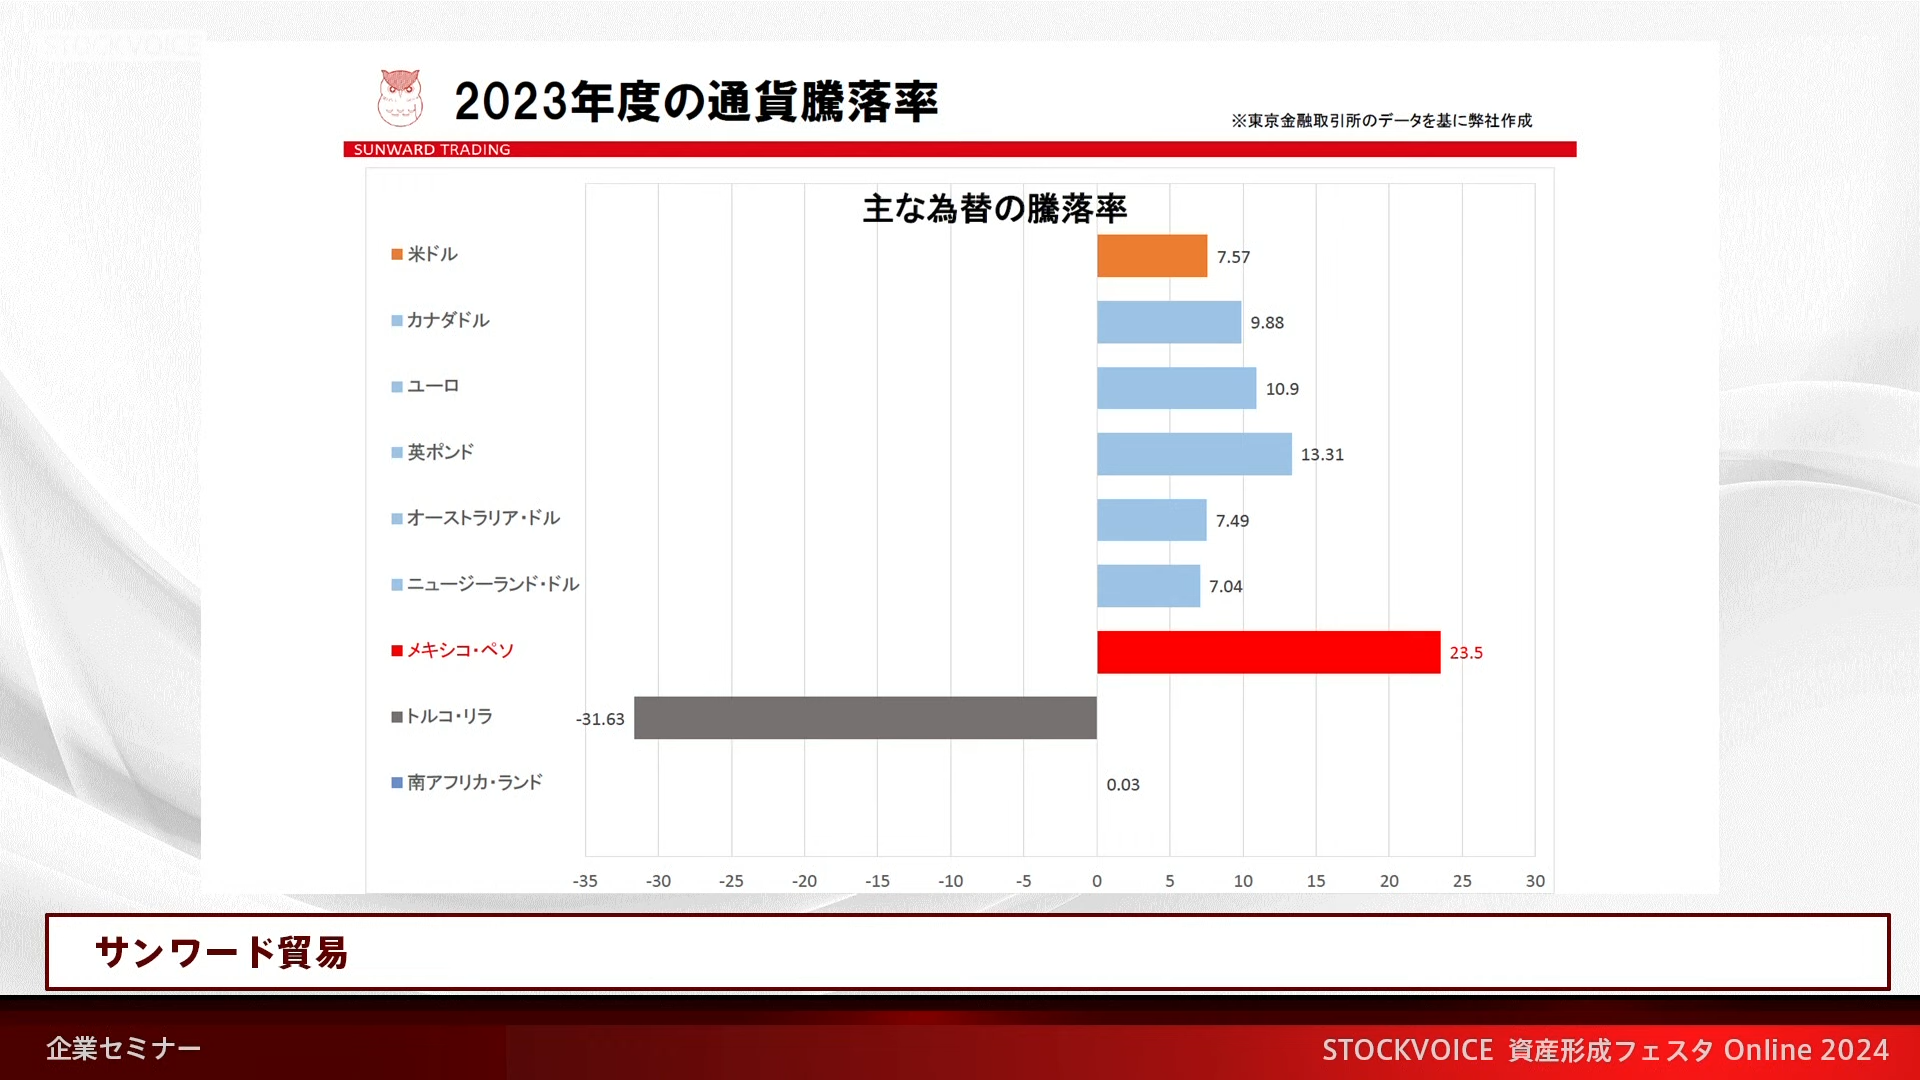 STOCKVOICE
2023年度の通貨騰落率
※東京金融取引所のデータを基に弊社作成
SUNWARD TRADING
主な為替の騰落率
米ドル 7.57
カナダドル 9.88
ユーロ 10.9
英ポンド 13.31
オーストラリア・ドル 7.49
ニュージーランド・ドル 7.04
メキシコ・ペソ 23.5
トルコ・リラ -31.63
南アフリカ・ランド 0.03
-35 -30 -25 -20 -15 -10 -5 0 5 10 15 20 25 30
サンワード貿易
企業セミナー
STOCKVOICE 資産形成フェスタ Online 2024